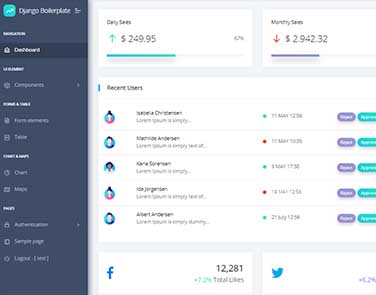 Django Boilerplate
NAVIGATION
Dashboard
UI ELEMENT
Components
FORMS & TABLE
Form elements
Table
CHART & MAPS
Chart
Maps
PAGES
Authentication
Sample page
Logout - [ test ]
Daily Sales
$ 249.95
67%
Monthly Sales
$ 2.942.32
Recent Users
Isabella Christensen
Lorem Ipsum is simply...
11 MAY 12:56
Reject
Approve
Mathilde Andersen
Lorem Ipsum is simply text of...
11 MAY 10:35
Reject
Approve
Karla Sorensen
Lorem Ipsum is simply...
9 MAY 17:38
Reject
Approve
Ida Jorgensen
Lorem Ipsum is simply text of...
19 MAY 12:56
Reject
Approve
Albert Andersen
Lorem Ipsum is simply dummy...
21 July 12:56
Reject
Approve
12,281
+7.2% Total Likes
+6.2%